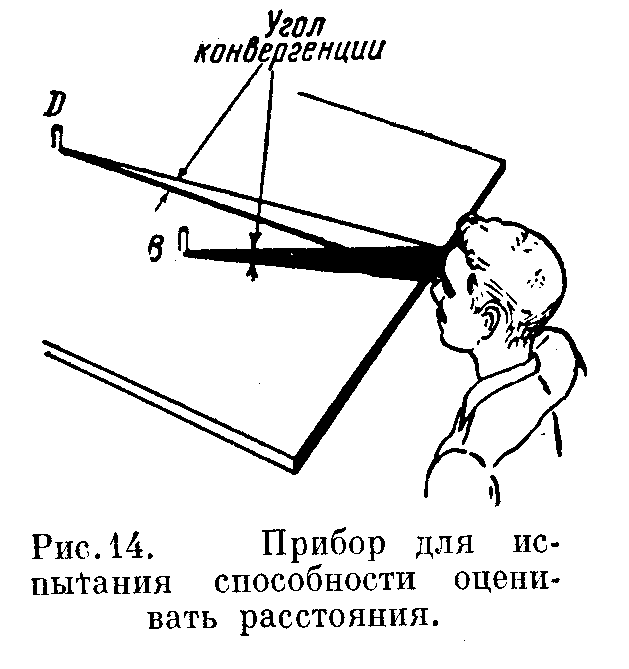 Угол
конвергенции
D
B
Рис. 14. Прибор для ис-
пытания способности оцени-
вать расстояния.